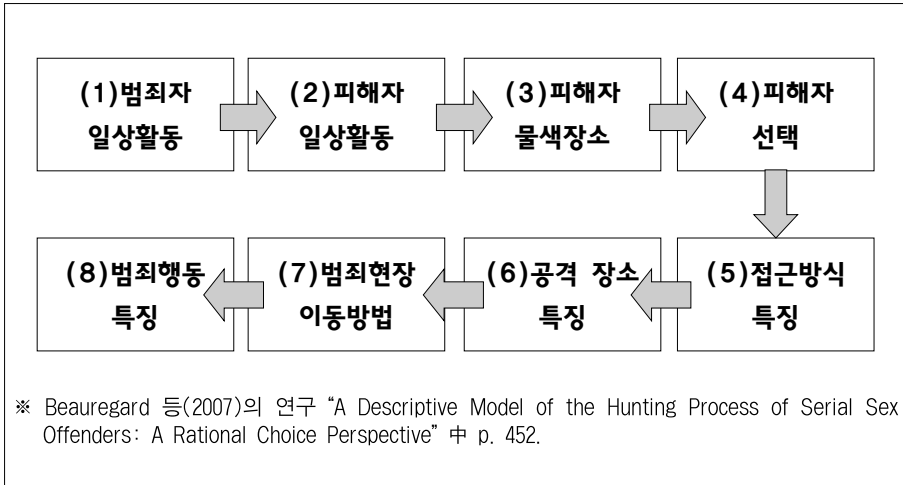 (1)범죄자
일상활동
(2)피해자
일상활동
(3)피해자
물색장소
(4)피해자
선택
(5)접근방식
특징
(6)공격 장소
특징
(7)범죄현장
이동방법
(8)범죄행동
특징
※ Beauregard 등(2007)의 연구 “A Descriptive Model of the Hunting Process of Serial Sex
Offenders: A Rational Choice Perspective” 中 p. 452.